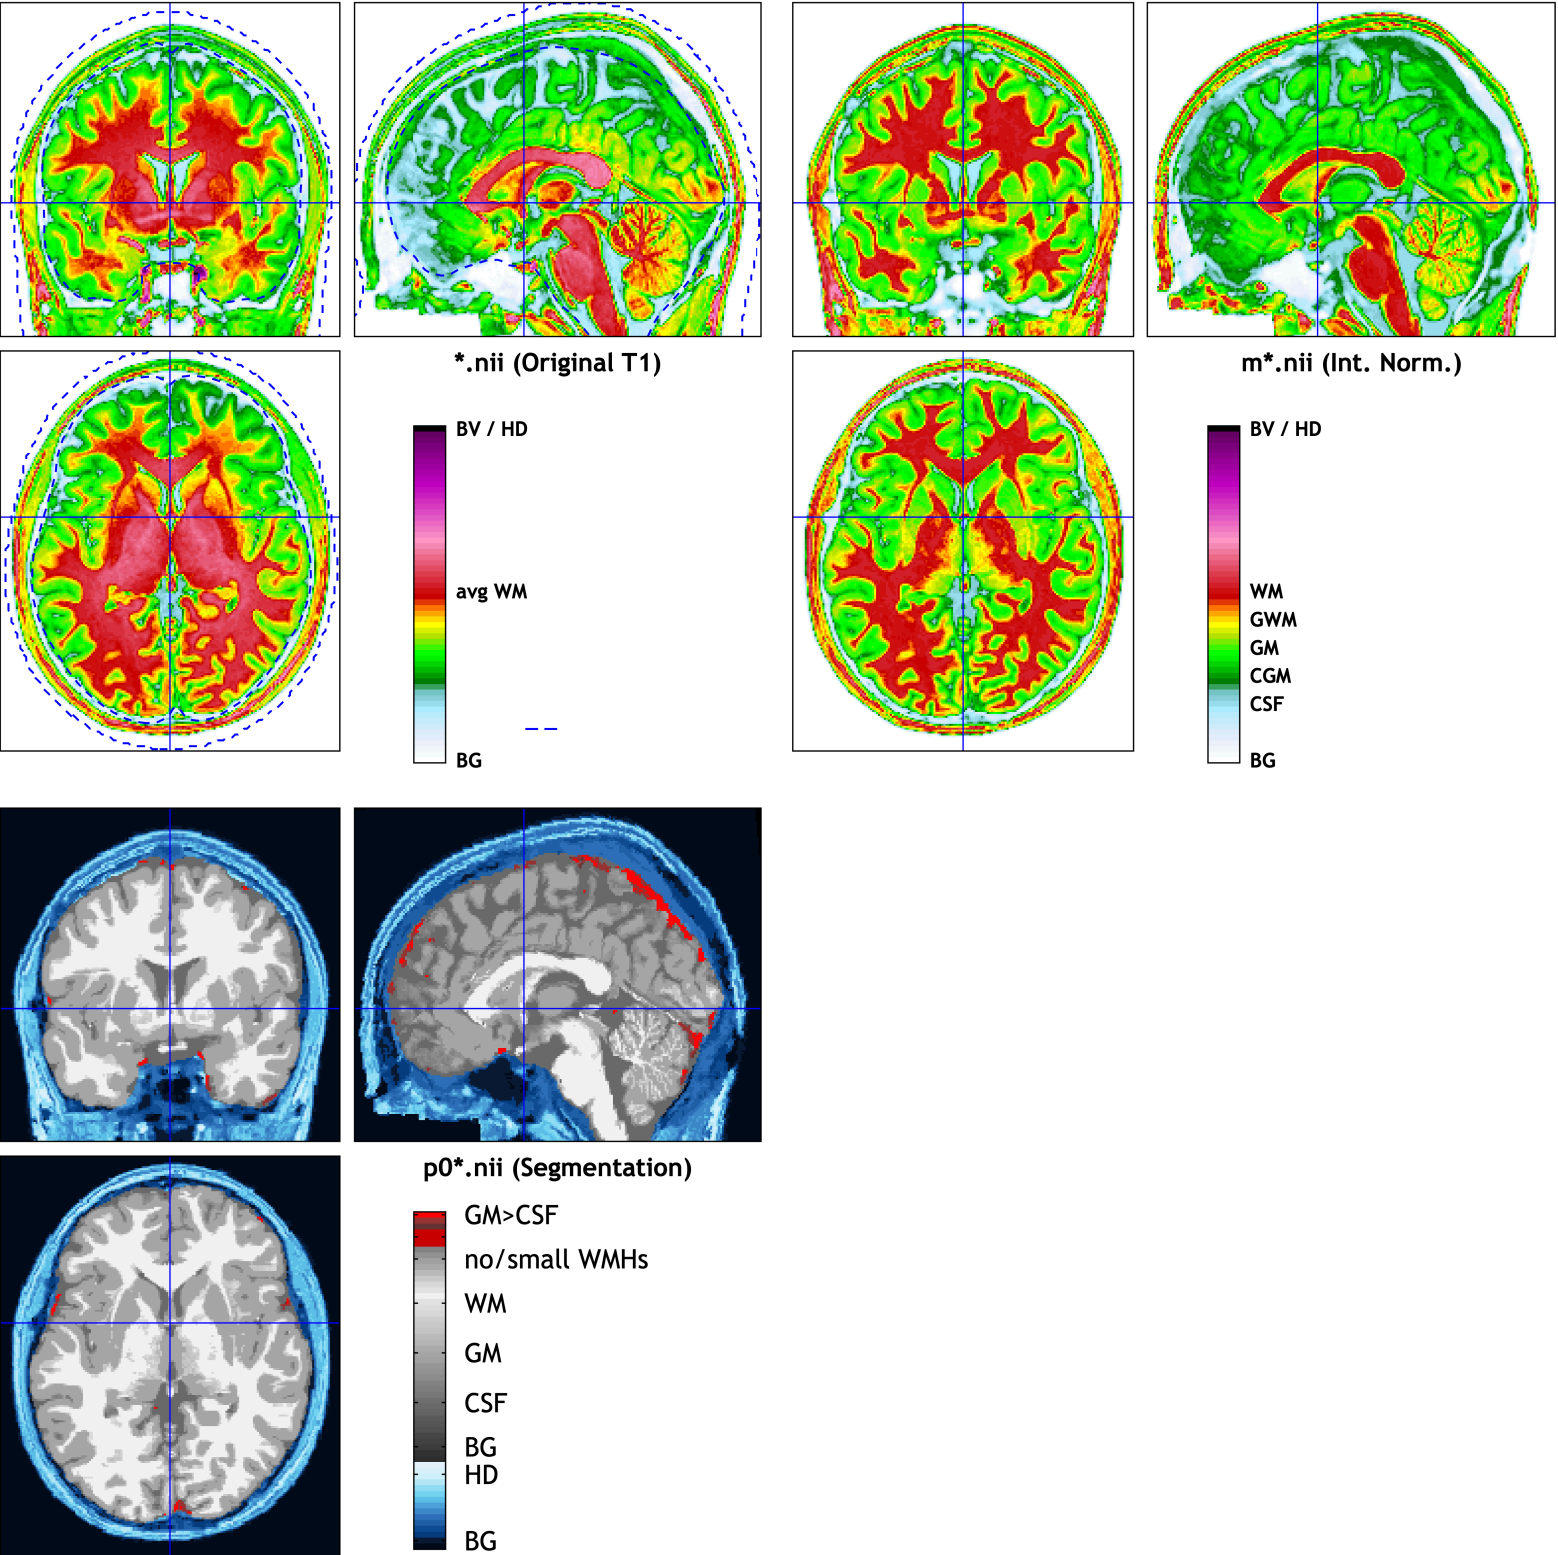 *.nii (Original T1)
BV / HD
avg WM
BG
m*.nii (Int. Norm.)
BV / HD
WM
GWM
GM
CGM
CSF
BG
p0*.nii (Segmentation)
GM>CSF
no/small WMHs
WM
GM
CSF
BG
HD
BG